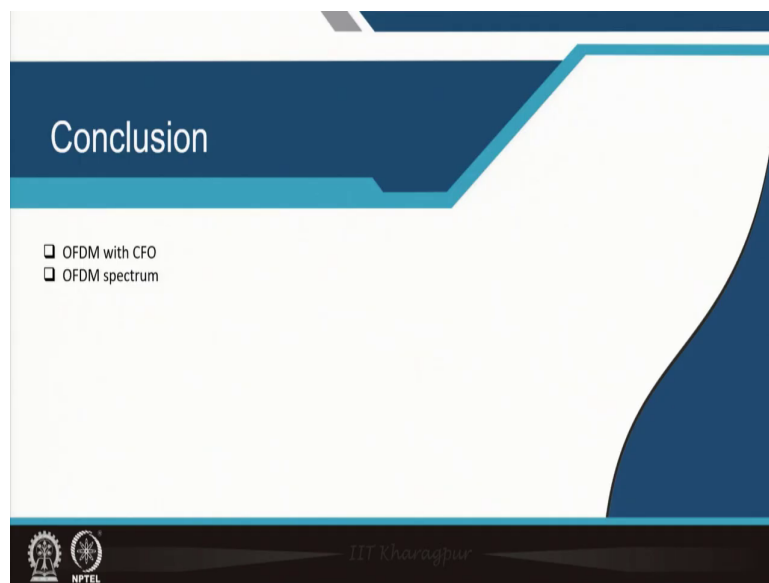 Conclusion
OFDM with CFO
OFDM spectrum
IIT Kharagpur
NPTEL